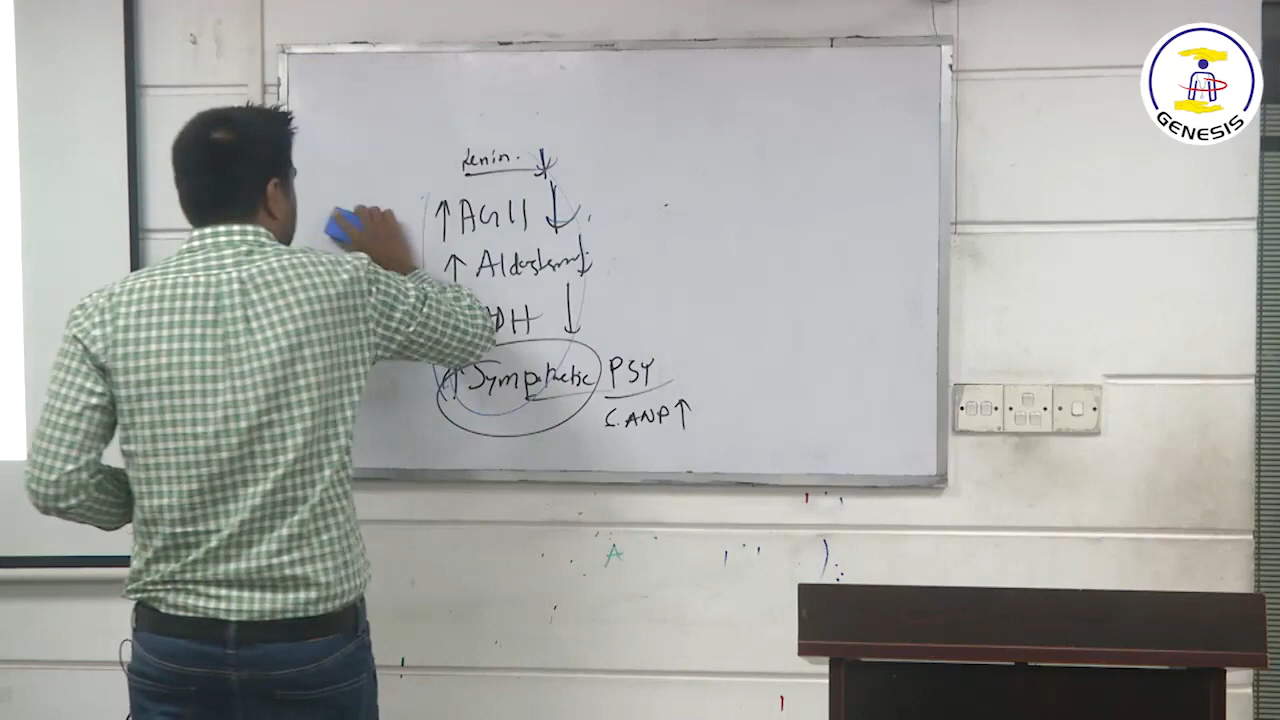 Renin. ↓
↑ AG II ↓
↑ Aldosterone ↓
DH ↓
(↑ Sympathetic PSY
C. ANP ↑
A
GENESIS